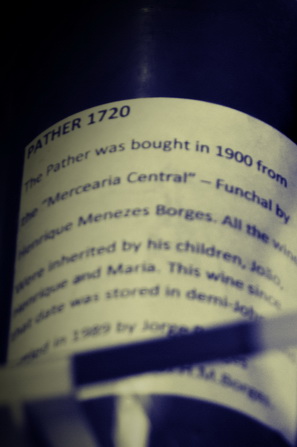 PATHER 1720
The Pather was bought in 1900 from
the "Mercearia Central" – Funchal by
Henrique Menezes Borges. All the wine
were inherited by his children, João,
Henrique and Maria. This wine since
that date was stored in demi-john
in 1989 by Jorge
H.M. Borges